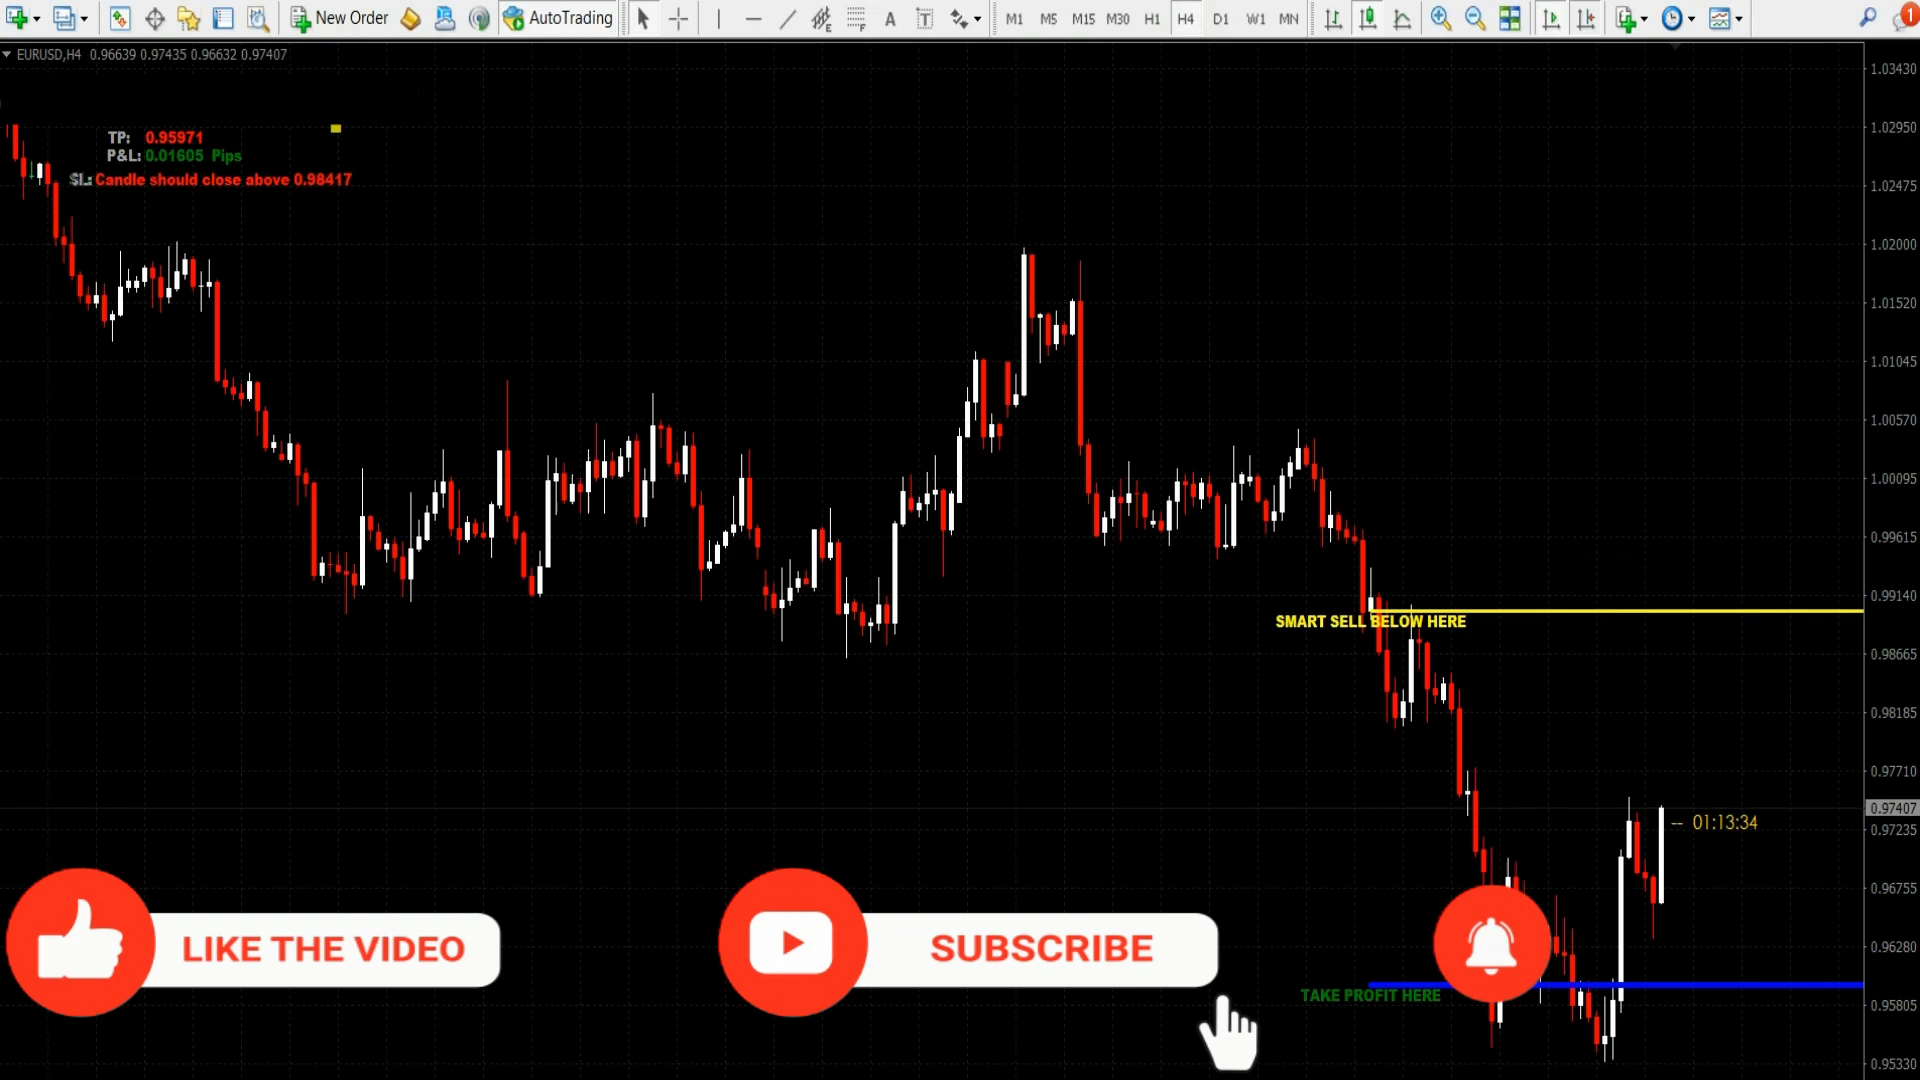 New Order
AutoTrading
M1 M5 M15 M30 H1 H4 D1 W1 MN
1
EURUSD,H4 0.96639 0.97435 0.96632 0.97407
TP: 0.95971
P&L: 0.01605 Pips
SL: Candle should close above 0.98417
1.03430
1.02950
1.02475
1.02000
1.01520
1.01045
1.00570
1.00095
0.99615
0.99140
SMART SELL BELOW HERE
0.98665
0.98185
0.97710
0.97407
-- 01:13:34
0.97235
0.96755
LIKE THE VIDEO
SUBSCRIBE
0.96280
TAKE PROFIT HERE
0.95805
0.95330